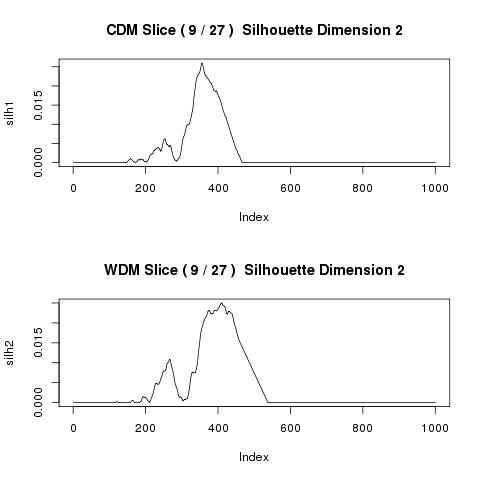 CDM Slice ( 9 / 27 )  Silhouette Dimension 2
silh1
0.015
0.000
0 200 400 600 800 1000
Index
WDM Slice ( 9 / 27 )  Silhouette Dimension 2
silh2
0.015
0.000
0 200 400 600 800 1000
Index